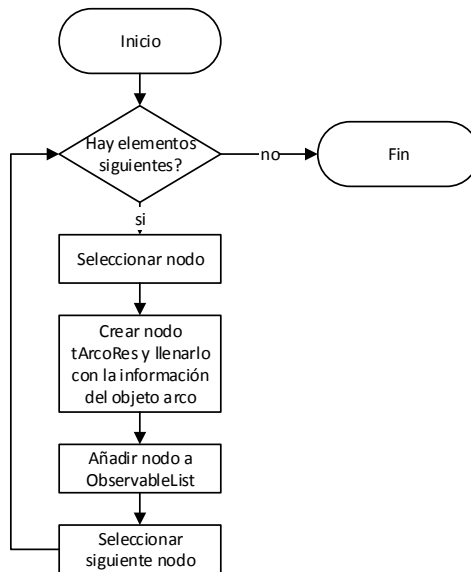 Inicio
Hay elementos
siguientes?
no
Fin
si
Seleccionar nodo
Crear nodo
tArcoRes y llenarlo
con la información
del objeto arco
Añadir nodo a
ObservableList
Seleccionar
siguiente nodo